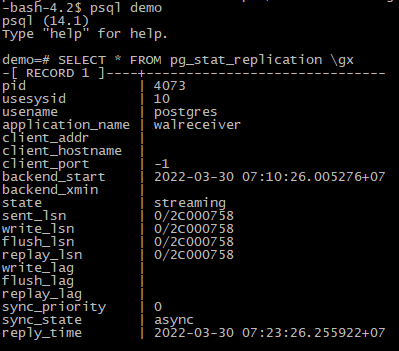 -bash-4.2$ psql demo
psql (14.1)
Type "help" for help.

demo=# SELECT * FROM pg_stat_replication \gx
-[ RECORD 1 ]----+------------------------------
pid              | 4073
usesysid         | 10
usename          | postgres
application_name | walreceiver
client_addr      |
client_hostname  |
client_port      | -1
backend_start    | 2022-03-30 07:10:26.005276+07
backend_xmin     |
state            | streaming
sent_lsn         | 0/2C000758
write_lsn        | 0/2C000758
flush_lsn        | 0/2C000758
replay_lsn       | 0/2C000758
write_lag        |
flush_lag        |
replay_lag       |
sync_priority    | 0
sync_state       | async
reply_time       | 2022-03-30 07:23:26.255922+07